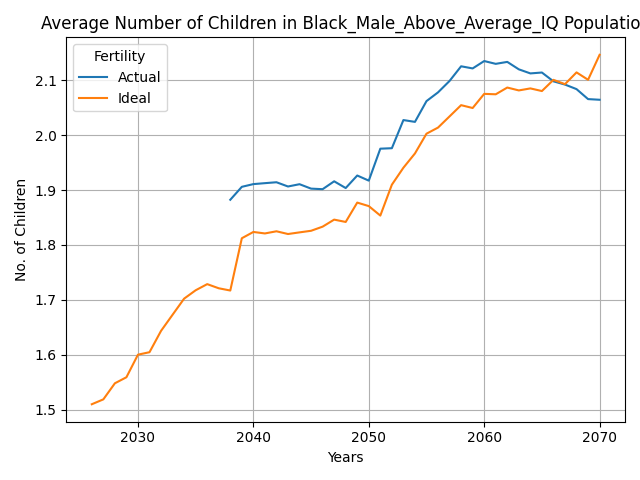 Average Number of Children in Black_Male_Above_Average_IQ Populatio
Fertility
Actual
Ideal
No. of Children
2.1
2.0
1.9
1.8
1.7
1.6
1.5
2030 2040 2050 2060 2070
Years